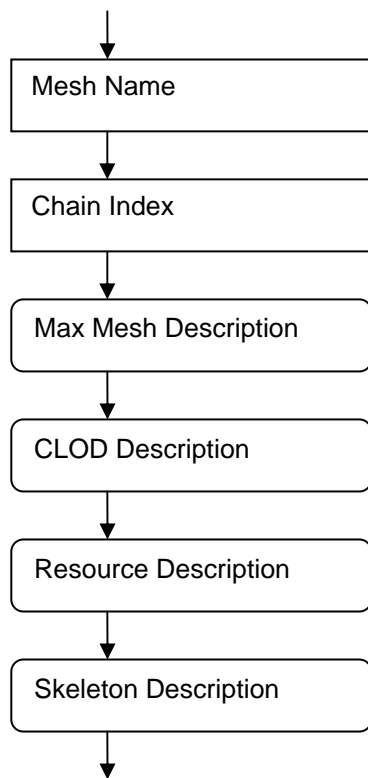 Mesh Name
Chain Index
Max Mesh Description
CLOD Description
Resource Description
Skeleton Description